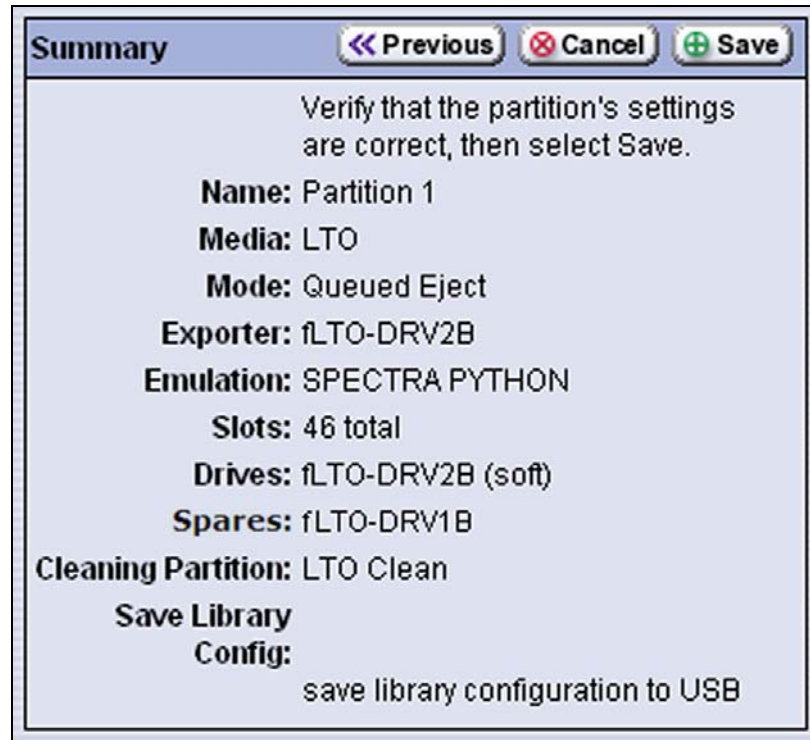 Summary Previous Cancel Save
Verify that the partition's settings
are correct, then select Save.
Name: Partition 1
Media: LTO
Mode: Queued Eject
Exporter: fLTO-DRV2B
Emulation: SPECTRA PYTHON
Slots: 46 total
Drives: fLTO-DRV2B (soft)
Spares: fLTO-DRV1B
Cleaning Partition: LTO Clean
Save Library
Config:
save library configuration to USB